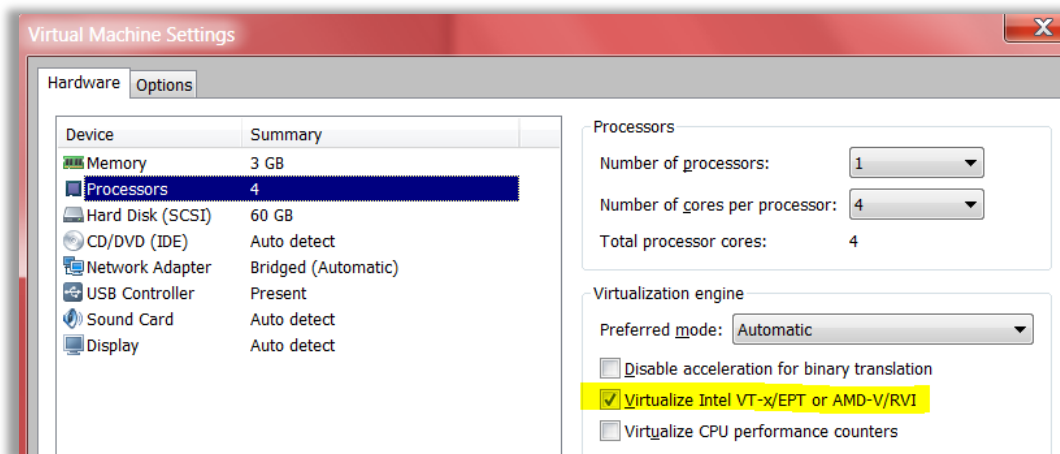 Virtual Machine Settings
X
Hardware Options
Device Summary
Memory 3 GB
Processors 4
Hard Disk (SCSI) 60 GB
CD/DVD (IDE) Auto detect
Network Adapter Bridged (Automatic)
USB Controller Present
Sound Card Auto detect
Display Auto detect
Processors
Number of processors: 1
Number of cores per processor: 4
Total processor cores: 4
Virtualization engine
Preferred mode: Automatic
Disable acceleration for binary translation
Virtualize Intel VT-x/EPT or AMD-V/RVI
Virtualize CPU performance counters